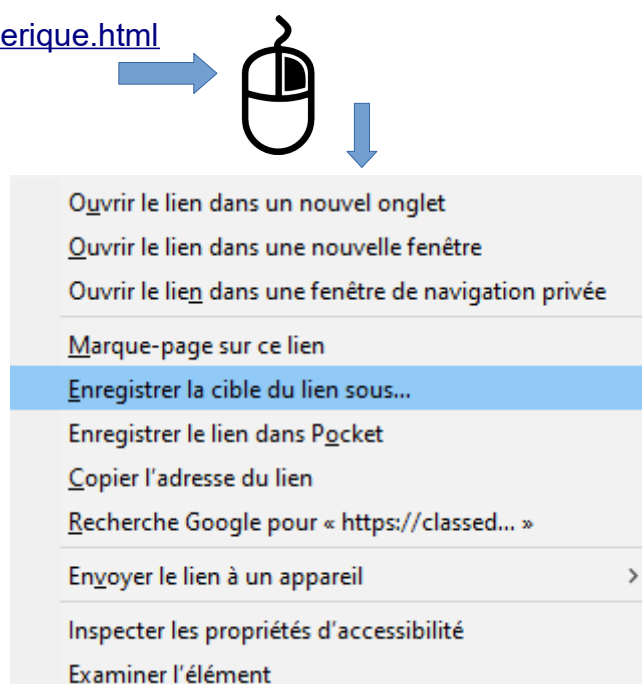 erique.html
Ouvrir le lien dans un nouvel onglet
Ouvrir le lien dans une nouvelle fenêtre
Ouvrir le lien dans une fenêtre de navigation privée
Marque-page sur ce lien
Enregistrer la cible du lien sous...
Enregistrer le lien dans Pocket
Copier l'adresse du lien
Recherche Google pour « https://classed... »
Envoyer le lien à un appareil
Inspecter les propriétés d'accessibilité
Examiner l'élément